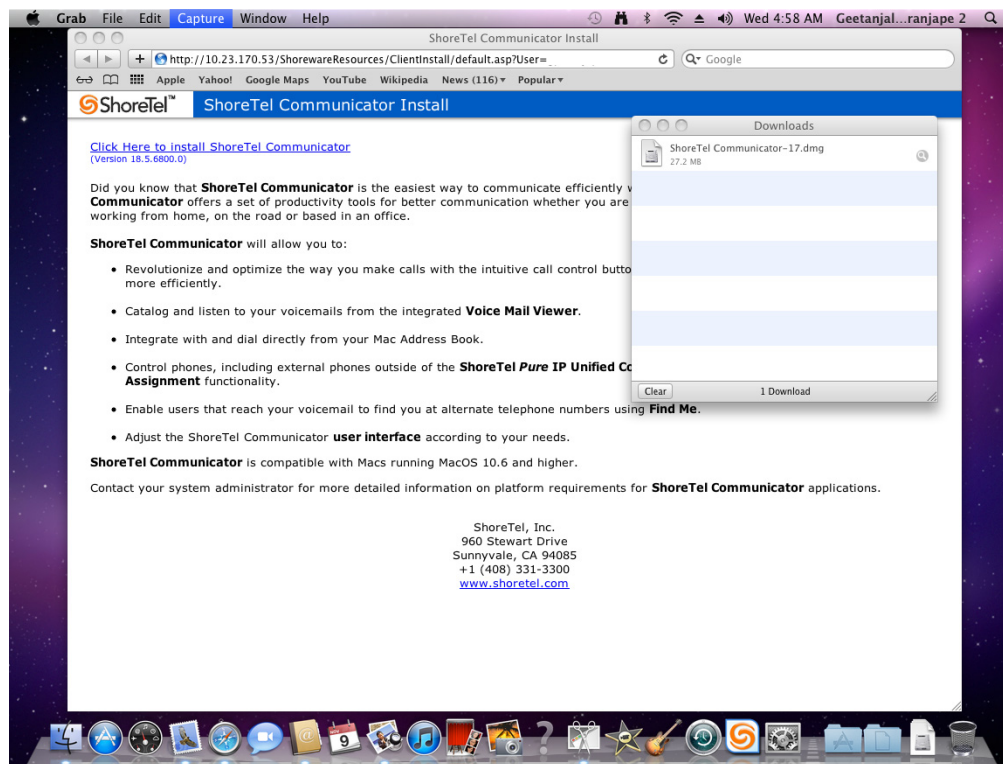 Grab File Edit Capture Window Help Wed 4:58 AM Geetanjal...ranjape 2
ShoreTel Communicator Install
http://10.23.170.53/ShorewareResources/ClientInstall/default.asp?User=
Google
Apple Yahoo! Google Maps YouTube Wikipedia News (116) Popular
ShoreTel™ ShoreTel Communicator Install
Downloads
ShoreTel Communicator-17.dmg
27.2 MB
Clear 1 Download
Click Here to install ShoreTel Communicator
(Version 18.5.6800.0)
Did you know that ShoreTel Communicator is the easiest way to communicate efficiently
Communicator offers a set of productivity tools for better communication whether you are
working from home, on the road or based in an office.
ShoreTel Communicator will allow you to:
• Revolutionize and optimize the way you make calls with the intuitive call control
more efficiently.
• Catalog and listen to your voicemails from the integrated Voice Mail Viewer.
• Integrate with and dial directly from your Mac Address Book.
• Control phones, including external phones outside of the ShoreTel Pure IP Unified
Assignment functionality.
• Enable users that reach your voicemail to find you at alternate telephone numbers using Find Me.
• Adjust the ShoreTel Communicator user interface according to your needs.
ShoreTel Communicator is compatible with Macs running MacOS 10.6 and higher.
Contact your system administrator for more detailed information on platform requirements for ShoreTel Communicator applications.
ShoreTel, Inc.
960 Stewart Drive
Sunnyvale, CA 94085
+1 (408) 331-3300
www.shoretel.com
9